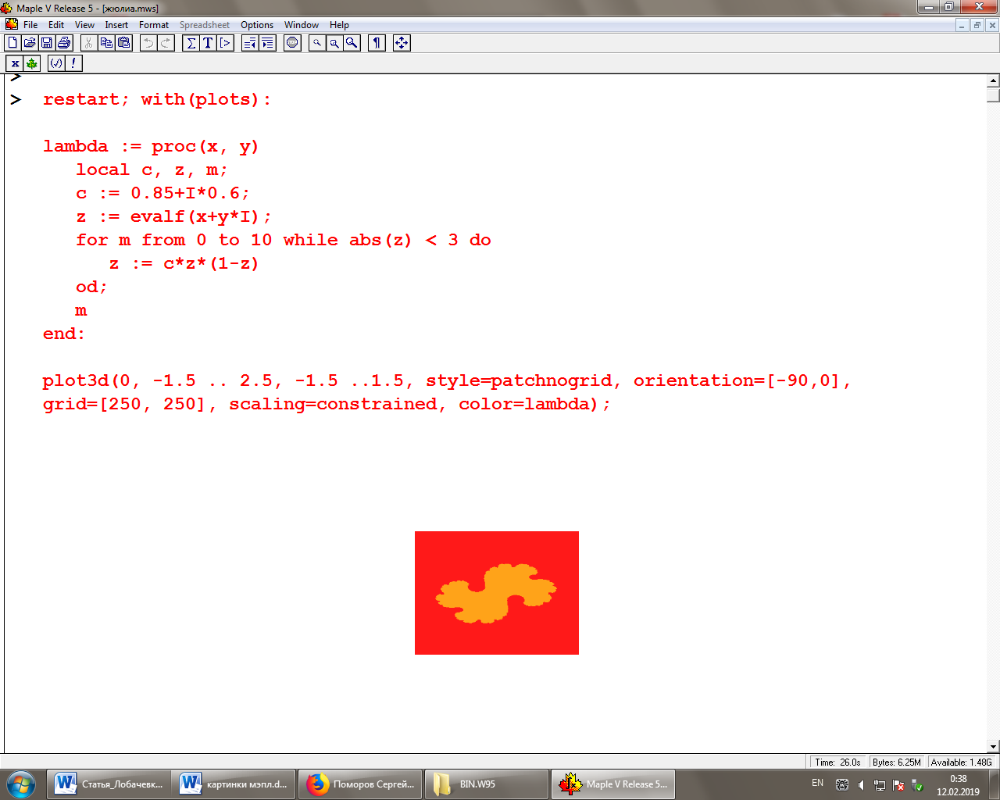 Maple V Release 5 - [жюлиа.mws]
File Edit View Insert Format Spreadsheet Options Window Help
>
> restart; with(plots):
lambda := proc(x, y)
local c, z, m;
c := 0.85+I*0.6;
z := evalf(x+y*I);
for m from 0 to 10 while abs(z) < 3 do
z := c*z*(1-z)
od;
m
end:
plot3d(0, -1.5 .. 2.5, -1.5 ..1.5, style=patchnogrid, orientation=[-90,0],
grid=[250, 250], scaling=constrained, color=lambda);
Time: 26.0s Bytes: 6.25M Available: 1.48G
Статья_Лобачевк... картинки мэпл.d... Поморов Сергей... BIN.W95 Maple V Release 5... EN 0:38
12.02.2019